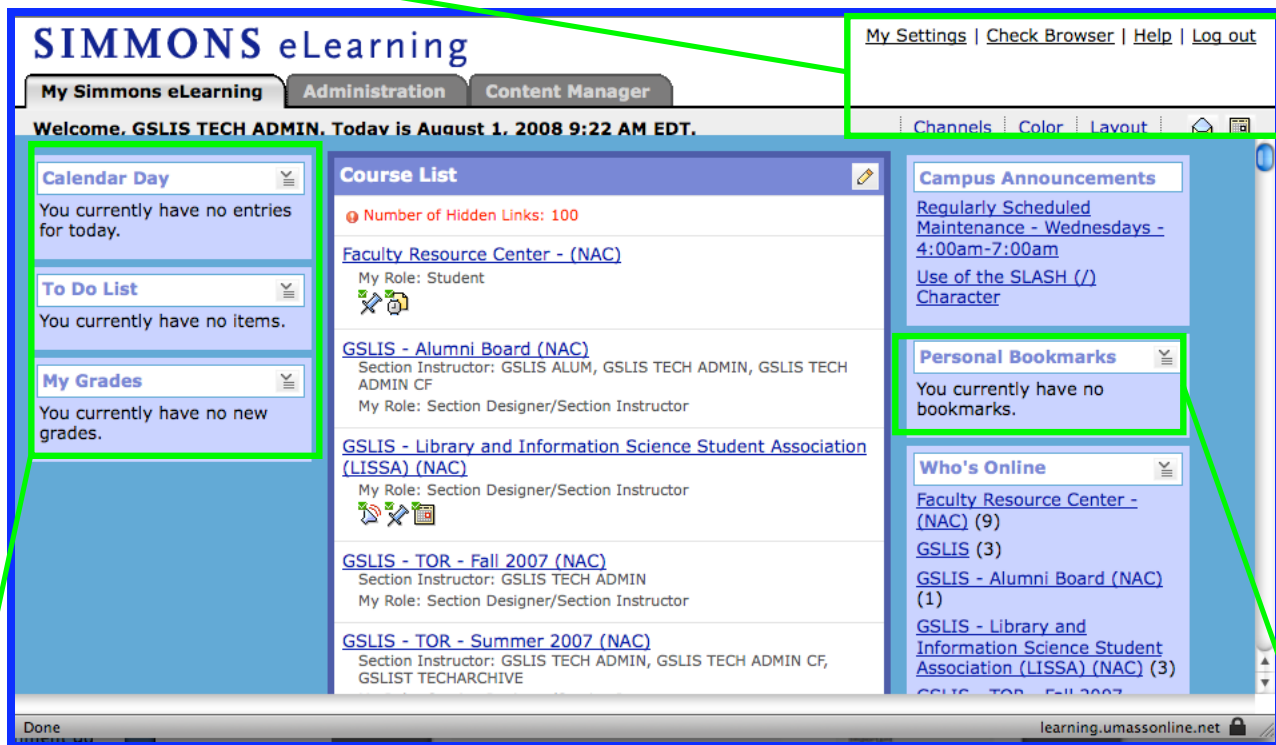 SIMMONS eLearning
My Settings | Check Browser | Help | Log out
My Simmons eLearning Administration Content Manager
Welcome, GSLIS TECH ADMIN. Today is August 1, 2008 9:22 AM EDT.
Channels Color Layout
Calendar Day
You currently have no entries
for today.
To Do List
You currently have no items.
My Grades
You currently have no new
grades.
Course List
Number of Hidden Links: 100
Faculty Resource Center - (NAC)
My Role: Student
GSLIS - Alumni Board (NAC)
Section Instructor: GSLIS ALUM, GSLIS TECH ADMIN, GSLIS TECH
ADMIN CF
My Role: Section Designer/Section Instructor
GSLIS - Library and Information Science Student Association
(LISSA) (NAC)
My Role: Section Designer/Section Instructor
GSLIS - TOR - Fall 2007 (NAC)
Section Instructor: GSLIS TECH ADMIN
My Role: Section Designer/Section Instructor
GSLIS - TOR - Summer 2007 (NAC)
Section Instructor: GSLIS TECH ADMIN, GSLIS TECH ADMIN CF,
GSLIST TECHARCHIVE
Campus Announcements
Regularly Scheduled
Maintenance - Wednesdays -
4:00am-7:00am
Use of the SLASH (/)
Character
Personal Bookmarks
You currently have no
bookmarks.
Who's Online
Faculty Resource Center -
(NAC) (9)
GSLIS (3)
GSLIS - Alumni Board (NAC)
(1)
GSLIS - Library and
Information Science Student
Association (LISSA) (NAC) (3)
GSLIS - TOR - Fall 2007
Done
learning.umassonline.net